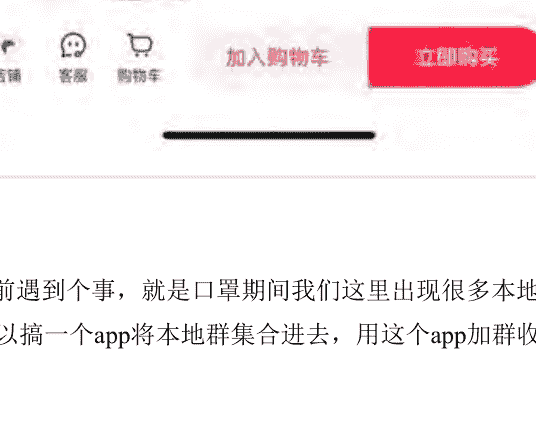 店铺 客服 购物车 加入购物车 立即购买
前遇到个事，就是口罩期间我们这里出现很多本地
以搞一个app将本地群集合进去，用这个app加群收